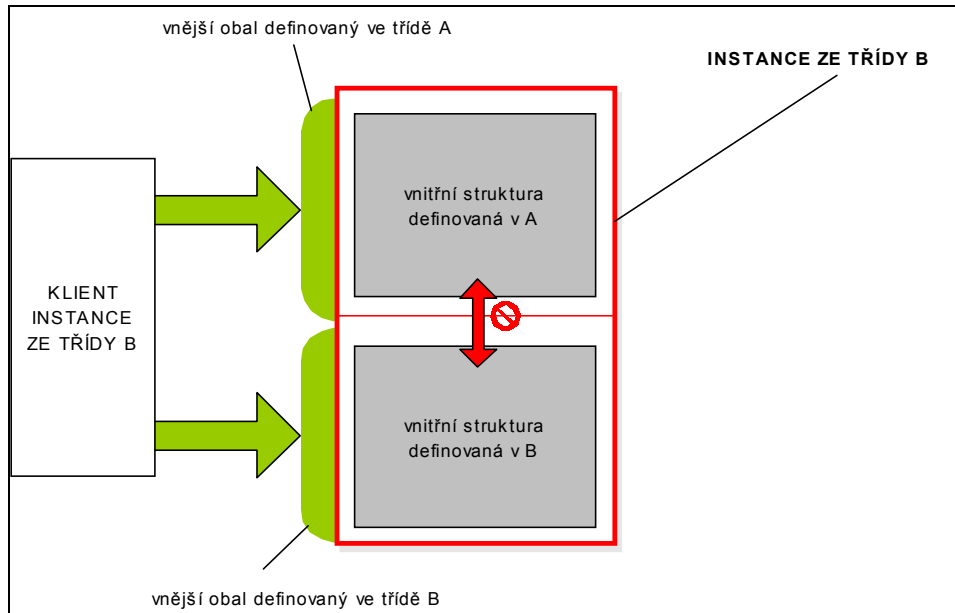 vnější obal definovaný ve třídě A
INSTANCE ZE TŘÍDY B
vnitřní struktura
definovaná v A
KLIENT
INSTANCE
ZE TŘÍDY B
vnitřní struktura
definovaná v B
vnější obal definovaný ve třídě B